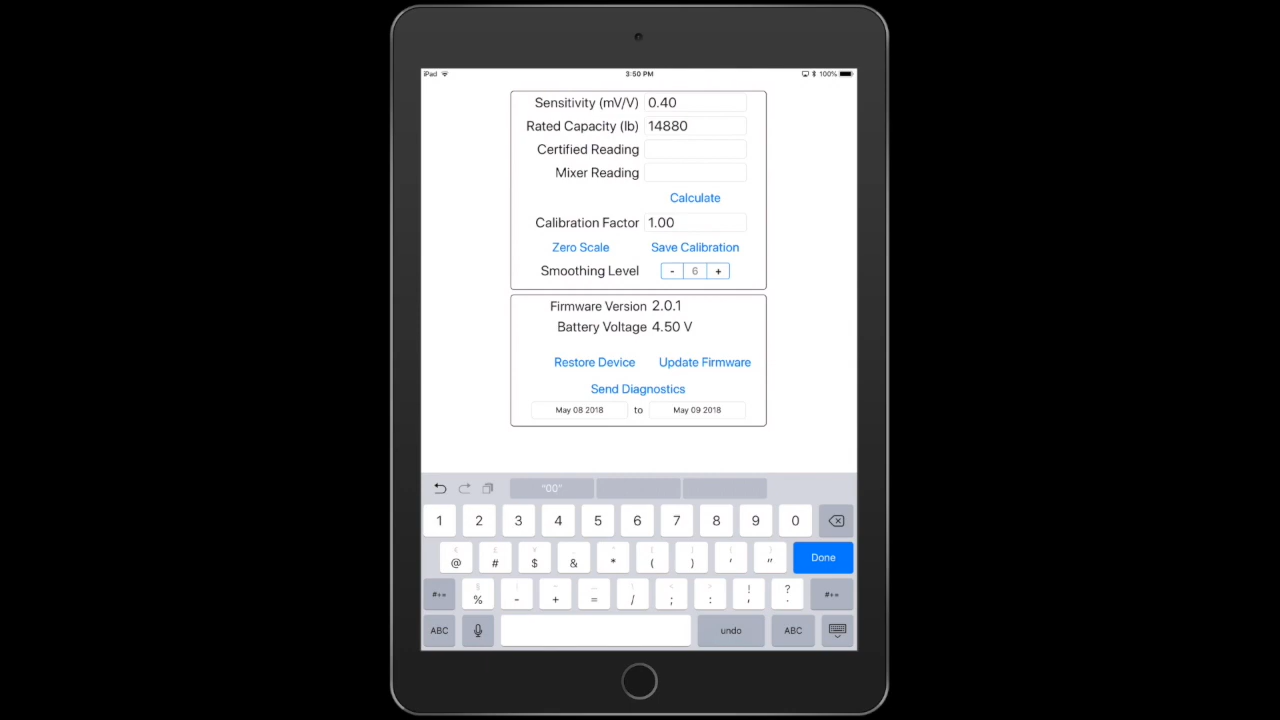 iPad 3:50 PM 100%
Sensitivity (mV/V) 0.40
Rated Capacity (lb) 14880
Certified Reading
Mixer Reading
Calculate
Calibration Factor 1.00
Zero Scale Save Calibration
Smoothing Level - 6 +
Firmware Version 2.0.1
Battery Voltage 4.50 V
Restore Device Update Firmware
Send Diagnostics
May 08 2018 to May 09 2018
"00"
1 2 3 4 5 6 7 8 9 0
@ # $ & * ( ) ' " Done
#+= % - + = / ; : ! , ? . #+=
ABC undo ABC